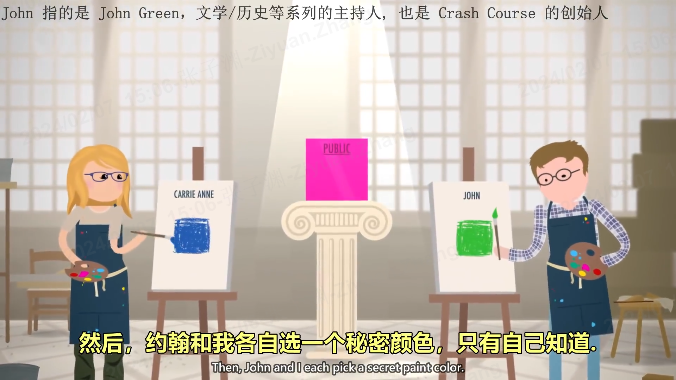 John 指的是 John Green，文学/历史等系列的主持人, 也是 Crash Course 的创始人
PUBLIC
CARRIE ANNE
JOHN
然后，约翰和我各自选一个秘密颜色，只有自己知道.
Then, John and I each pick a secret paint color.